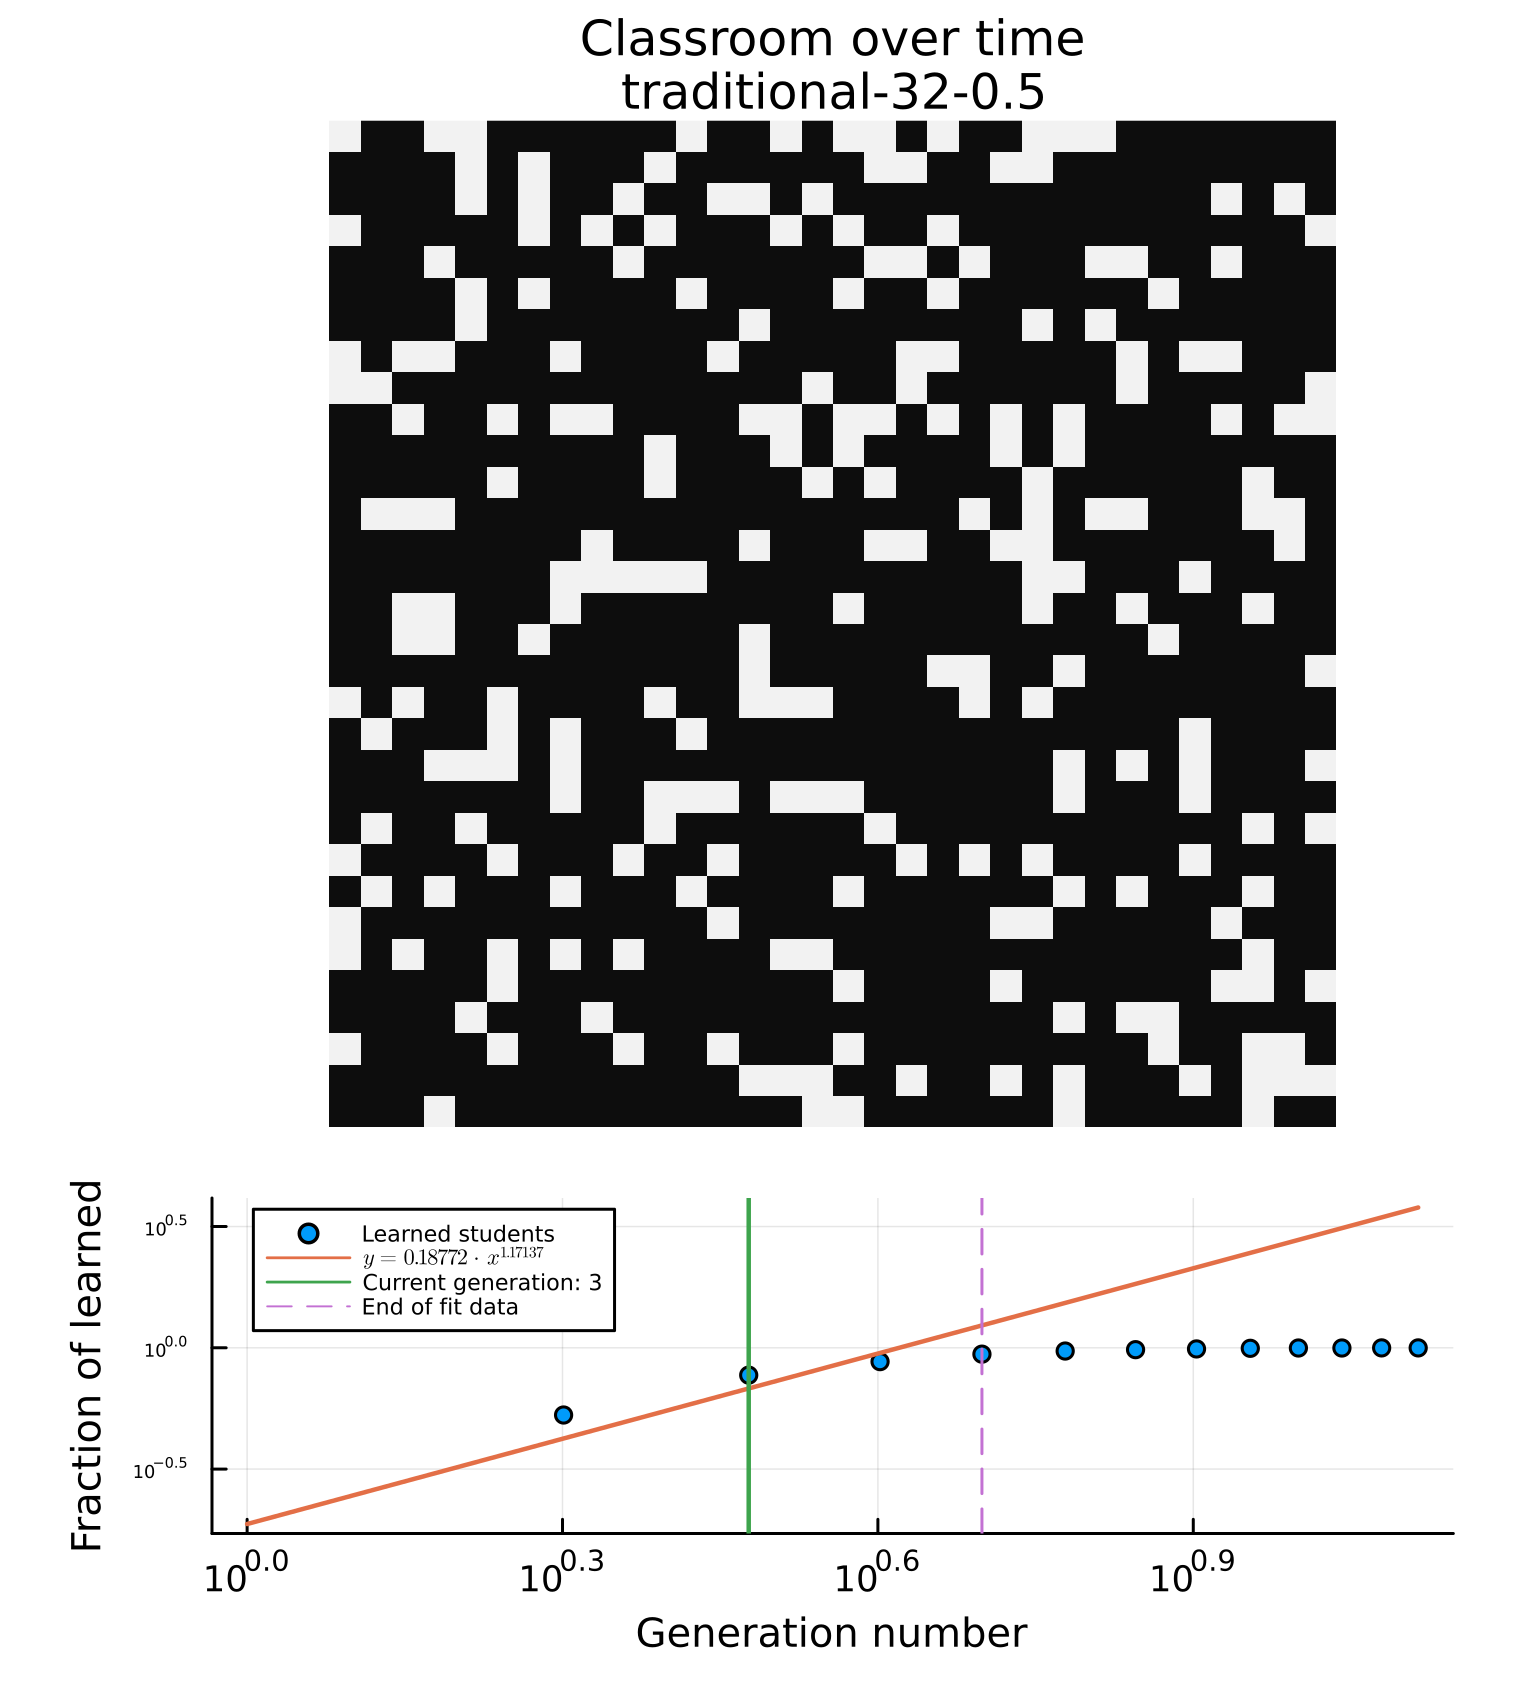 Classroom over time
traditional-32-0.5
Fraction of learned
10^0.5
10^0.0
10^−0.5
Learned students
y = 0.18772 · x^1.17137
Current generation: 3
End of fit data
10^0.0 10^0.3 10^0.6 10^0.9
Generation number